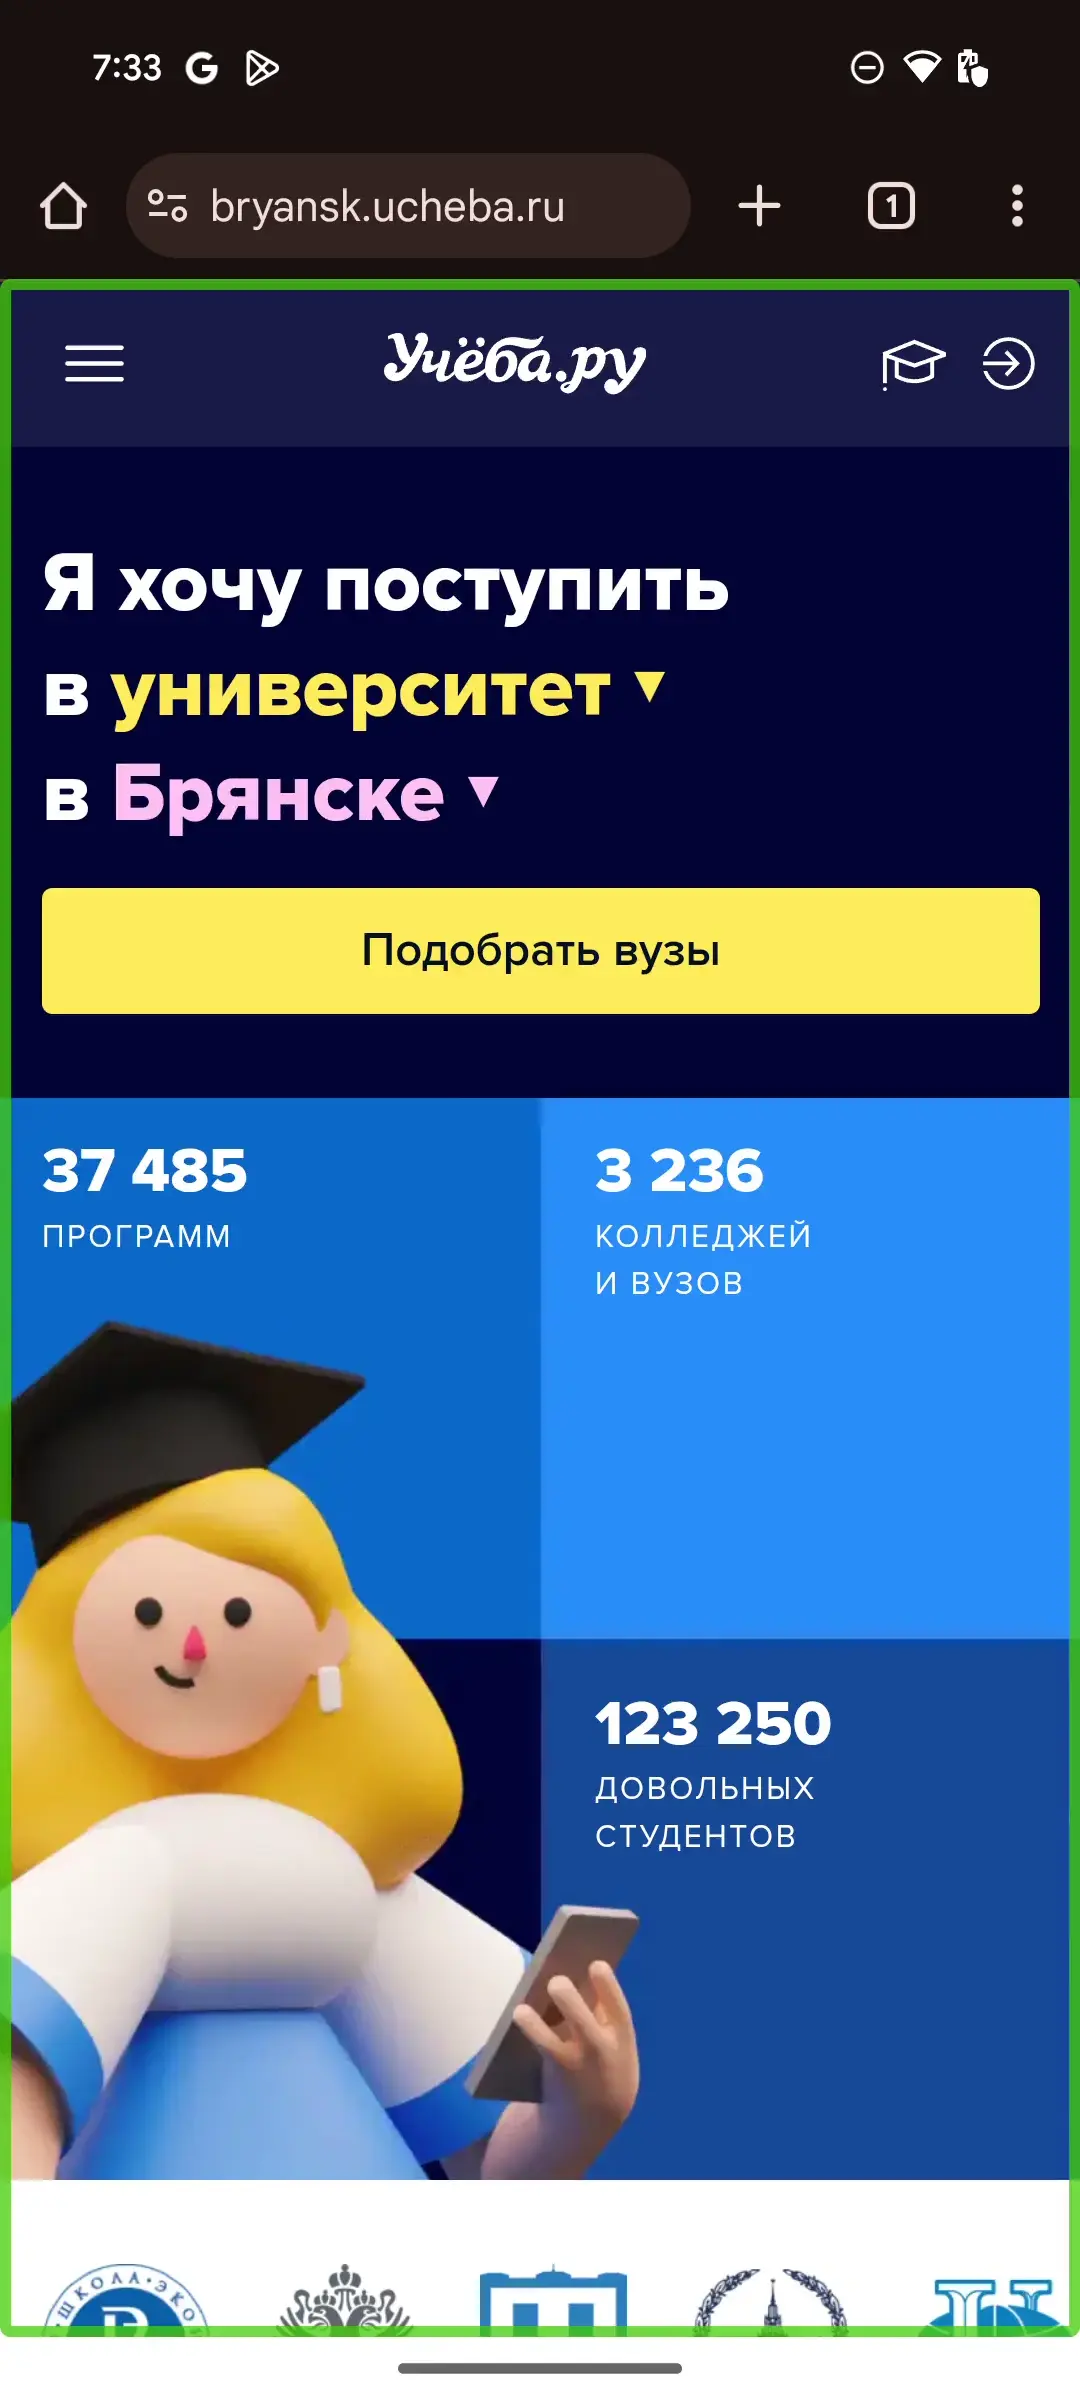 7:33
bryansk.ucheba.ru
1
Учёба.ру
Я хочу поступить
в университет
в Брянске
Подобрать вузы
37 485
ПРОГРАММ
3 236
КОЛЛЕДЖЕЙ
И ВУЗОВ
123 250
ДОВОЛЬНЫХ
СТУДЕНТОВ
ШКОЛА ЭКО